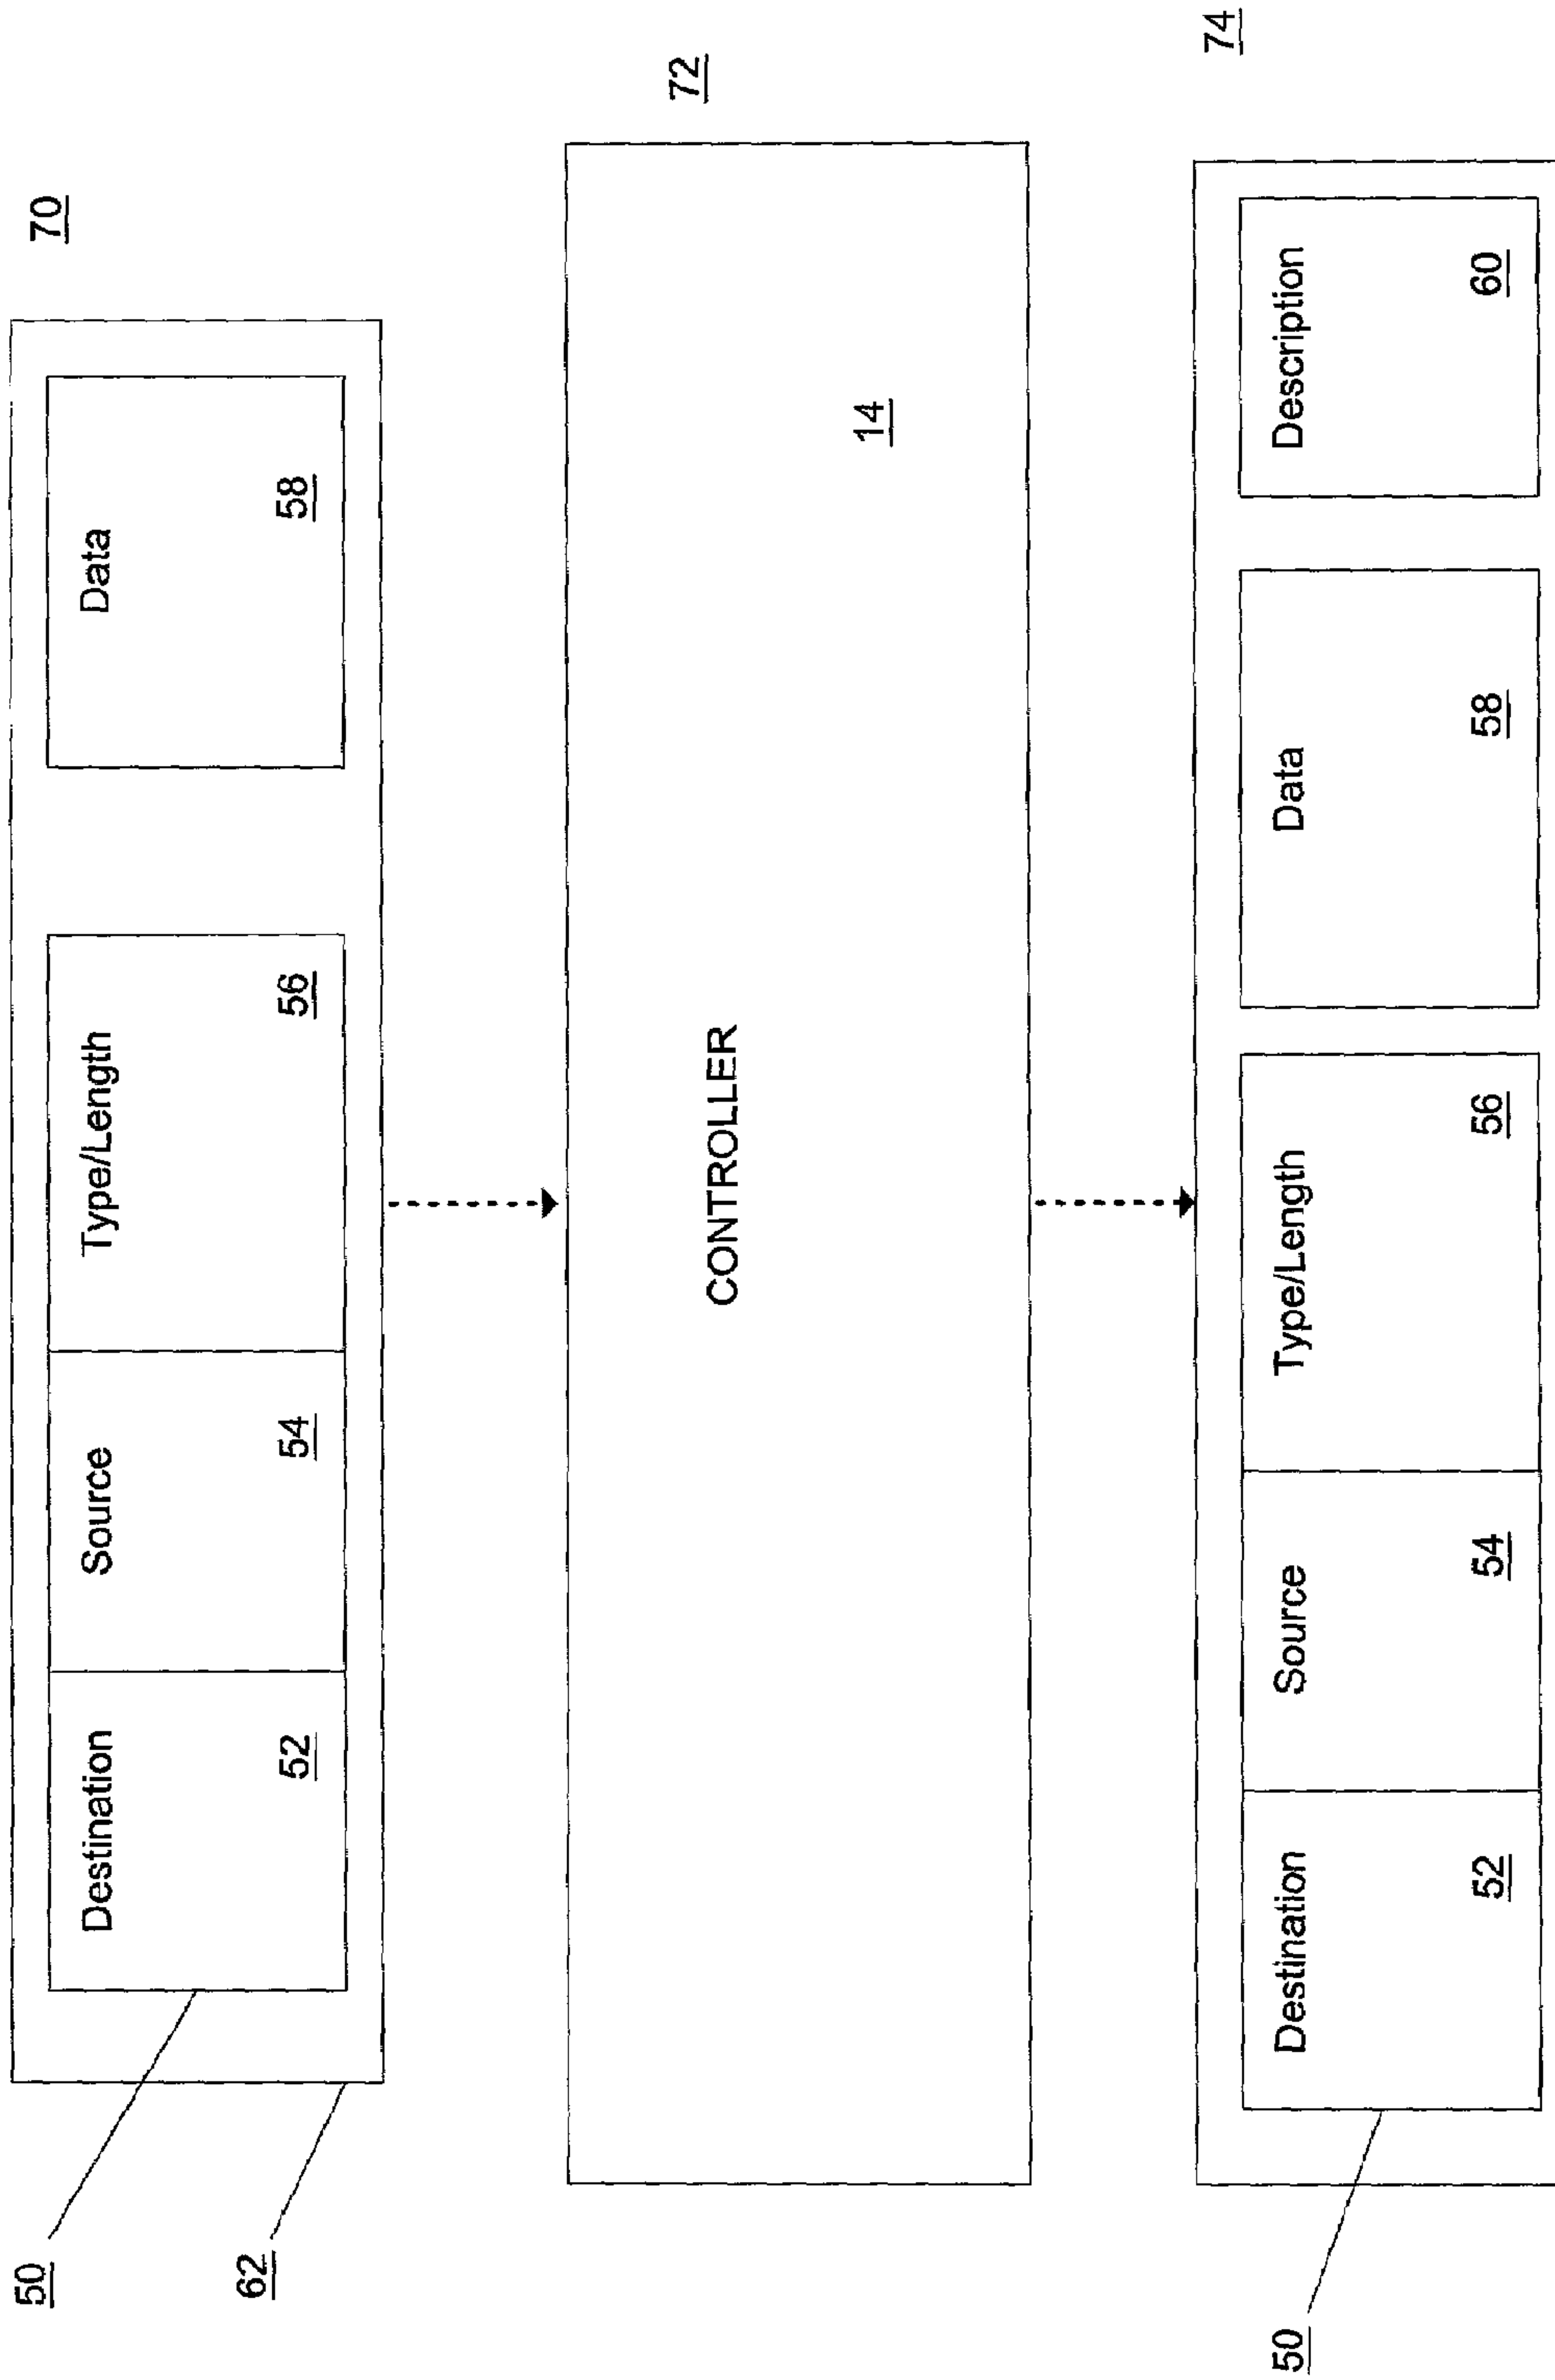 70
Destination
Source
Type/Length
Data
52
54
56
58
50
62
72
CONTROLLER
14
74
Destination
Source
Type/Length
Data
Description
52
54
56
58
60
50